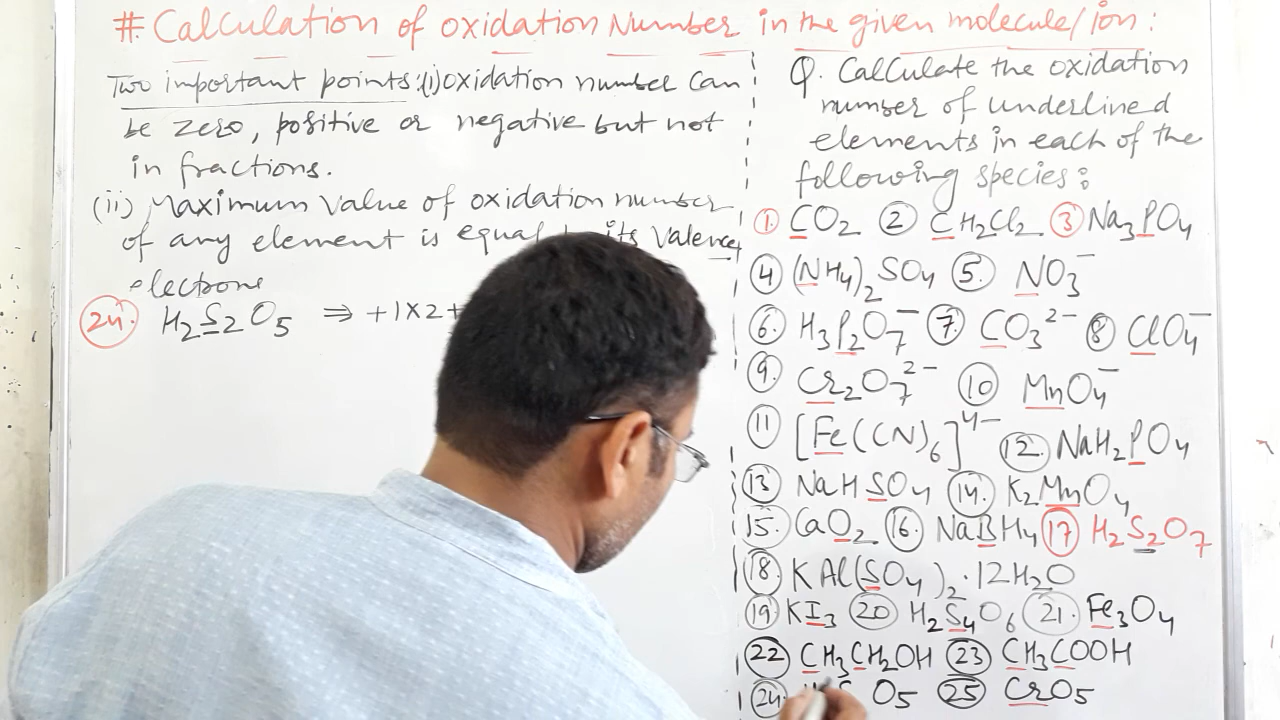 #. Calculation of oxidation Number in the given molecule/ion:
Two important points: (i) oxidation number can
be zero, positive or negative but not
in fractions.
(ii) Maximum value of oxidation number
of any element is equal its valence
electrons
24. H₂S₂O₅ ⇒ +1×2+
Q. Calculate the oxidation
number of underlined
elements in each of the
following species:
1. CO₂ 2 CH₂Cl₂ 3 Na₃PO₄
4 (NH₄)₂SO₄ 5. NO₃⁻
6. H₃P₂O₇⁻ 7. CO₃²⁻ 8 ClO₄⁻
9. Cr₂O₇²⁻ 10 MnO₄⁻
11 [Fe(CN)₆]⁴⁻ 12. NaH₂PO₄
13 NaHSO₄ 14. K₂MnO₄
15. CaO₂ 16. NaBH₄ 17 H₂S₂O₇
18. KAl(SO₄)₂.12H₂O
19. KI₃ 20 H₂S₄O₆ 21. Fe₃O₄
22 CH₃CH₂OH 23 CH₃COOH
24. O₅ 25 CrO₅